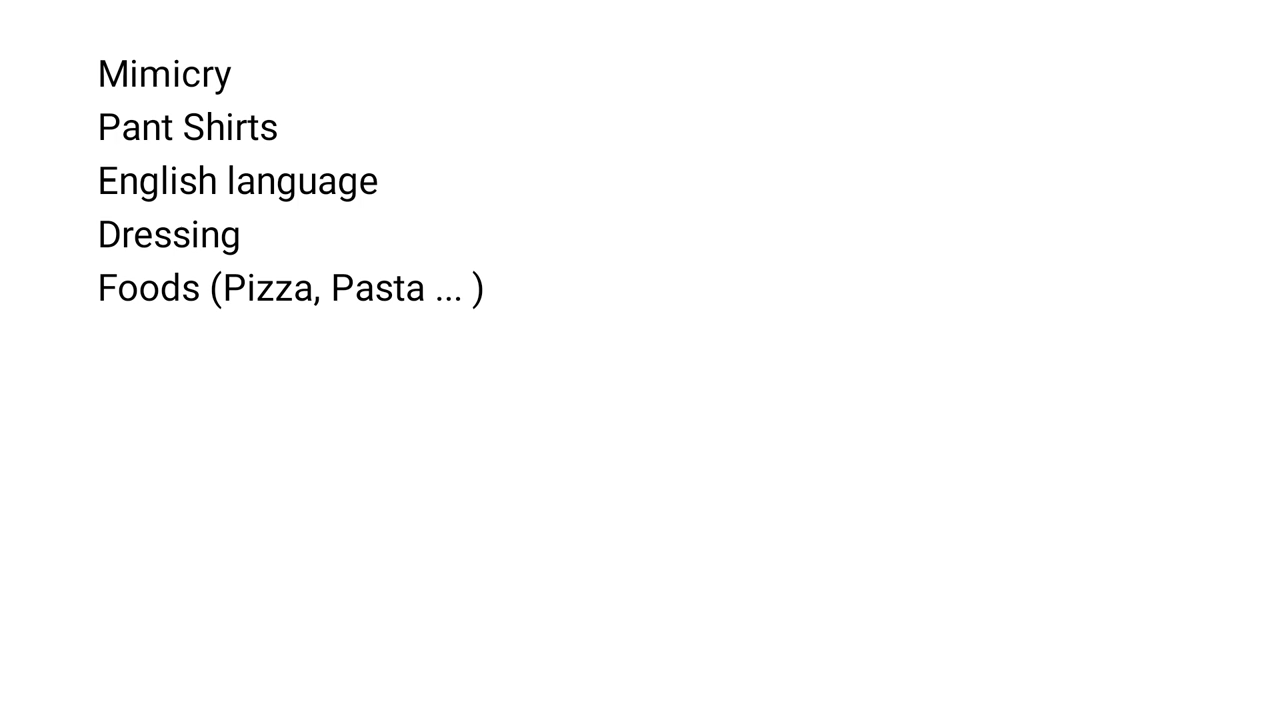 Mimicry
Pant Shirts
English language
Dressing
Foods (Pizza, Pasta ... )